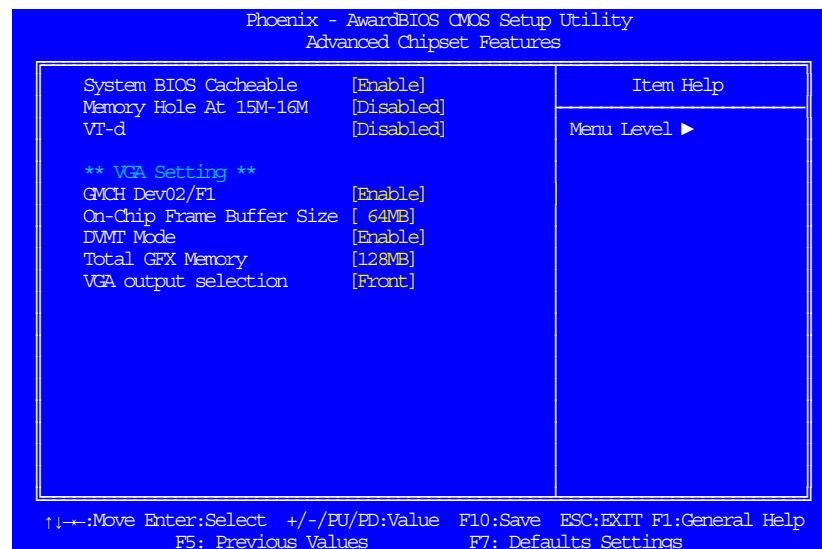 Phoenix - AwardBIOS CMOS Setup Utility
Advanced Chipset Features
System BIOS Cacheable [Enable]
Memory Hole At 15M-16M [Disabled]
VT-d [Disabled]
** VGA Setting **
GMCH Dev02/F1 [Enable]
On-Chip Frame Buffer Size [ 64MB]
DVMT Mode [Enable]
Total GFX Memory [128MB]
VGA output selection [Front]
Item Help
Menu Level ►
↑↓→←:Move Enter:Select +/-/PU/PD:Value F10:Save ESC:EXIT F1:General Help
F5: Previous Values F7: Defaults Settings